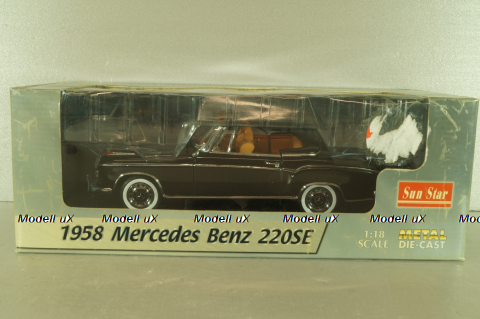 Sun Star
Modell uX Modell uX Modell uX Modell uX Modell uX Mode
1958 Mercedes Benz 220SE
1:18
SCALE
METAL
DIE-CAST